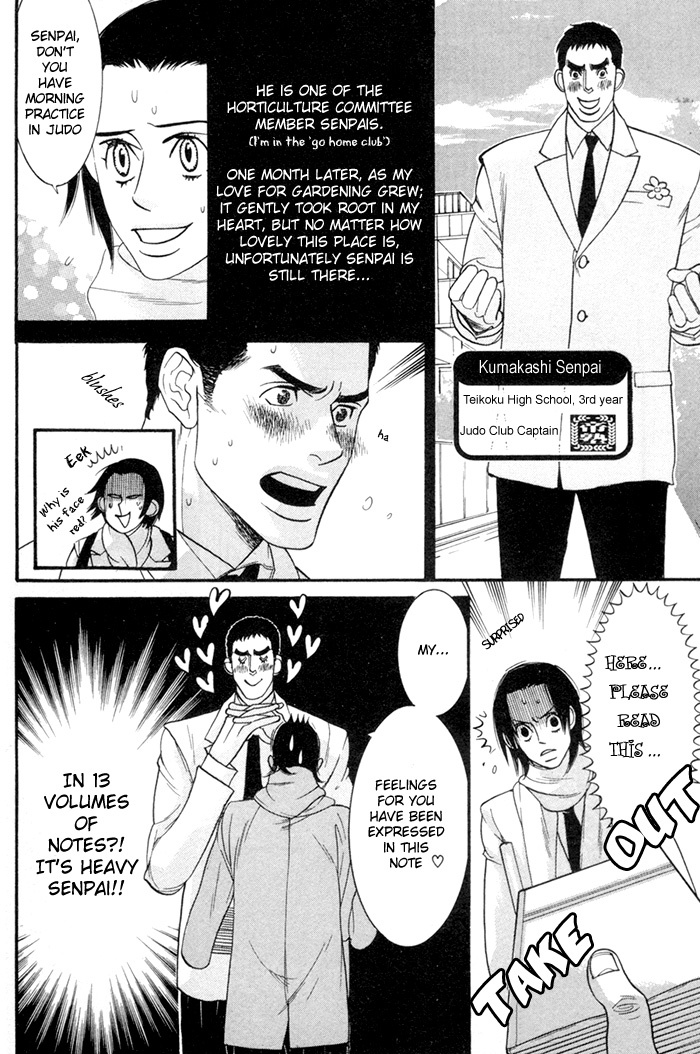 HE IS ONE OF THE
HORTICULTURE COMMITTEE
MEMBER SENPAIS.
(I'm in the 'go home club')
ONE MONTH LATER, AS MY
LOVE FOR GARDENING GREW;
IT GENTLY TOOK ROOT IN MY
HEART, BUT NO MATTER HOW
LOVELY THIS PLACE IS,
UNFORTUNATELY SENPAI IS
STILL THERE...
Kumakashi Senpai
Teikoku High School, 3rd year
Judo Club Captain
SENPAI,
DON'T
YOU
HAVE
MORNING
PRACTICE
IN JUDO
ha
blushes
Eek
Why is
his face
red?
HERE...
PLEASE
READ
THIS...
SURPRISED
TAKE
OUT
MY...
FEELINGS
FOR YOU
HAVE BEEN
EXPRESSED
IN THIS
NOTE ♡
IN 13
VOLUMES
OF
NOTES?!
IT'S HEAVY
SENPAI!!